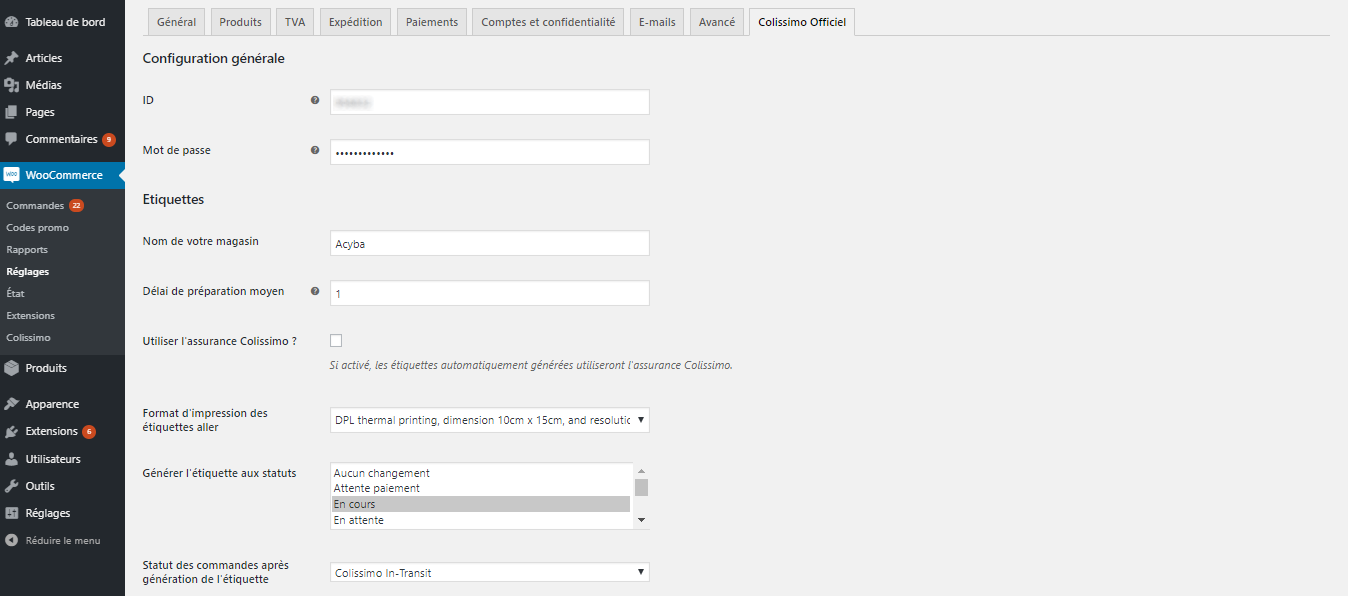 Tableau de bord
Articles
Médias
Pages
Commentaires 9
WooCommerce
Commandes 22
Codes promo
Rapports
Réglages
État
Extensions
Colissimo
Produits
Apparence
Extensions 6
Utilisateurs
Outils
Réglages
Réduire le menu
Général Produits TVA Expédition Paiements Comptes et confidentialité E-mails Avancé Colissimo Officiel
Configuration générale
ID
Mot de passe •••••••••••••
Etiquettes
Nom de votre magasin Acyba
Délai de préparation moyen 1
Utiliser l'assurance Colissimo ?
Si activé, les étiquettes automatiquement générées utiliseront l'assurance Colissimo.
Format d'impression des
étiquettes aller
DPL thermal printing, dimension 10cm x 15cm, and resolutic
Générer l'étiquette aux statuts
Aucun changement
Attente paiement
En cours
En attente
Statut des commandes après
génération de l'étiquette
Colissimo In-Transit